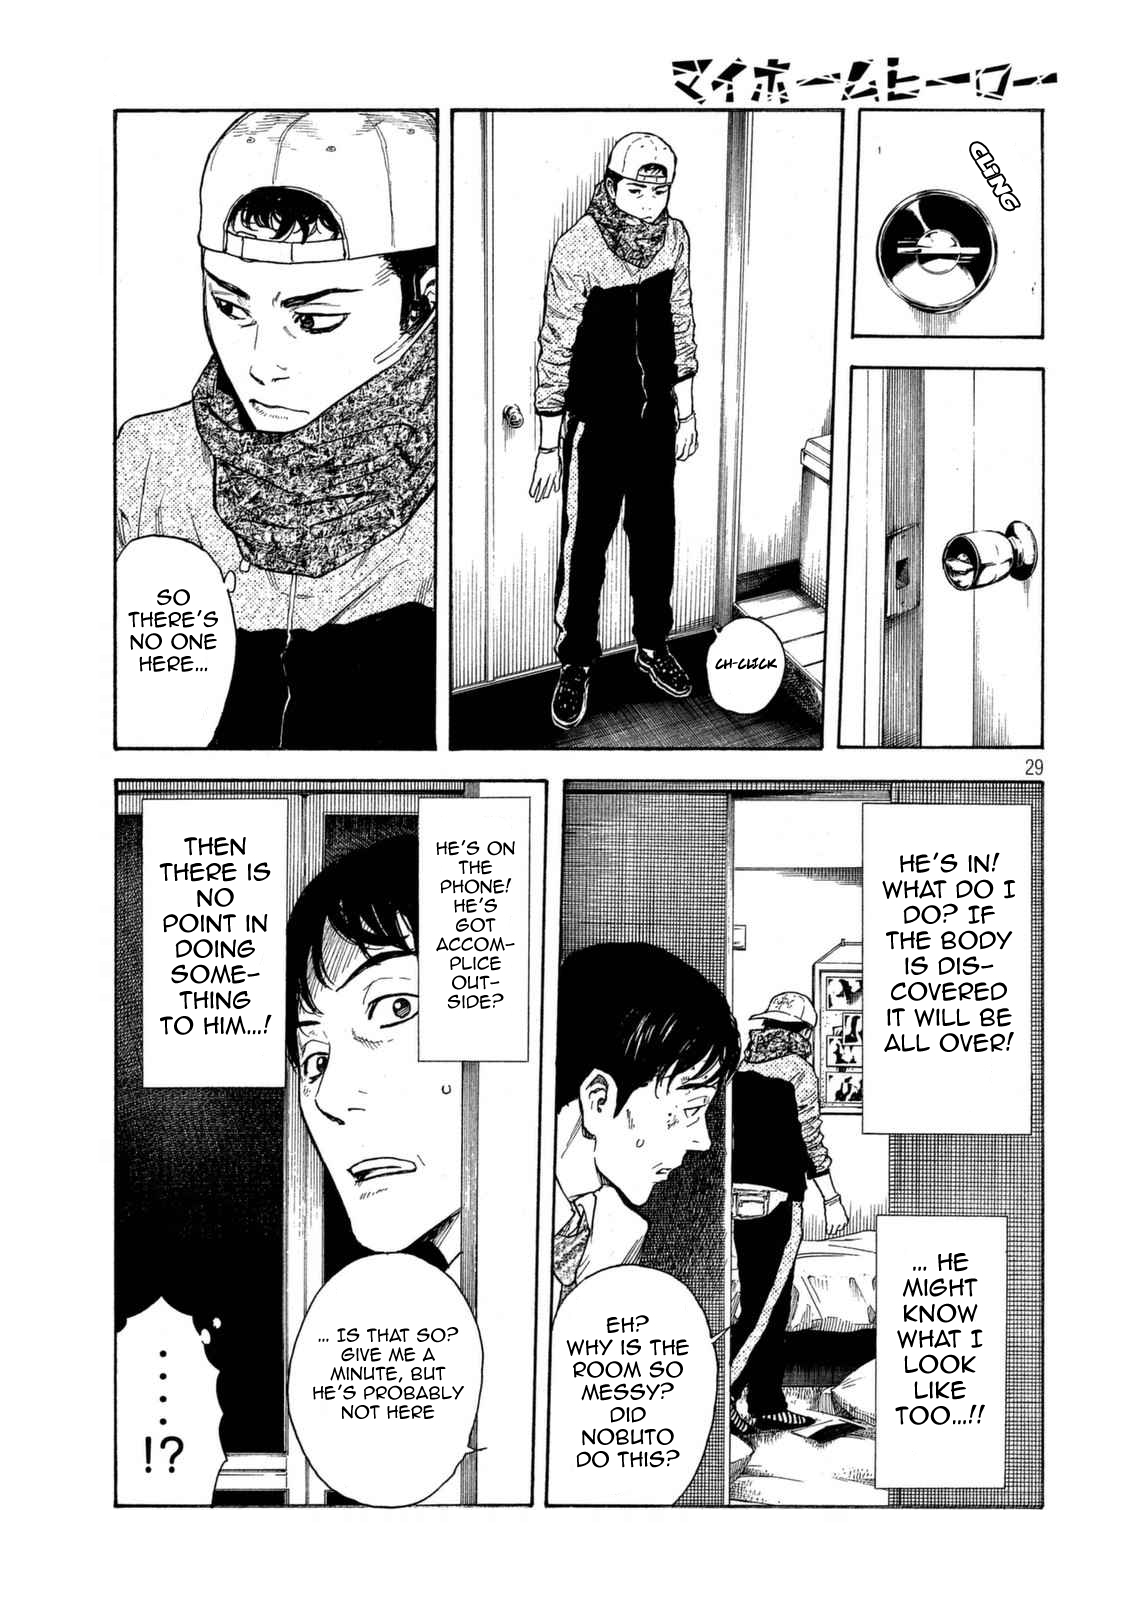 マイホームヒーロー
CLING
CH-CLICK
SO
THERE'S
NO ONE
HERE...
29
HE'S IN!
WHAT DO I
DO? IF
THE BODY
IS DIS-
COVERED
IT WILL BE
ALL OVER!
... HE
MIGHT
KNOW
WHAT I
LOOK
LIKE
TOO...!!
EH?
WHY IS THE
ROOM SO
MESSY?
DID
NOBUTO
DO THIS?
HE'S ON
THE
PHONE!
HE'S
GOT
ACCOM-
PLICE
OUT-
SIDE?
THEN
THERE IS
NO
POINT IN
DOING
SOME-
THING
TO HIM...!
... IS THAT SO?
GIVE ME A
MINUTE, BUT
HE'S PROBABLY
NOT HERE
......!?